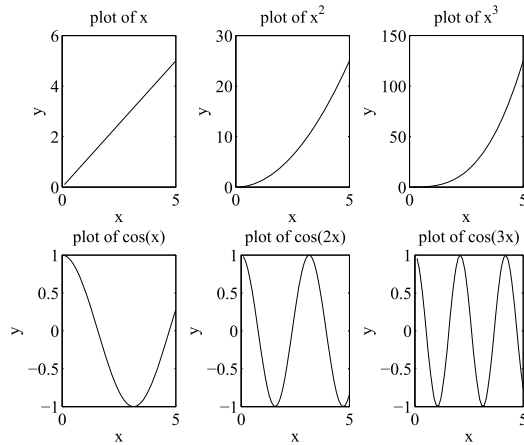 plot of x
6
4
2
0
y
0 5
x
plot of x²
30
20
10
0
y
0 5
x
plot of x³
150
100
50
0
y
0 5
x
plot of cos(x)
1
0.5
0
−0.5
−1
y
0 5
x
plot of cos(2x)
1
0.5
0
−0.5
−1
y
0 5
x
plot of cos(3x)
1
0.5
0
−0.5
−1
y
0 5
x